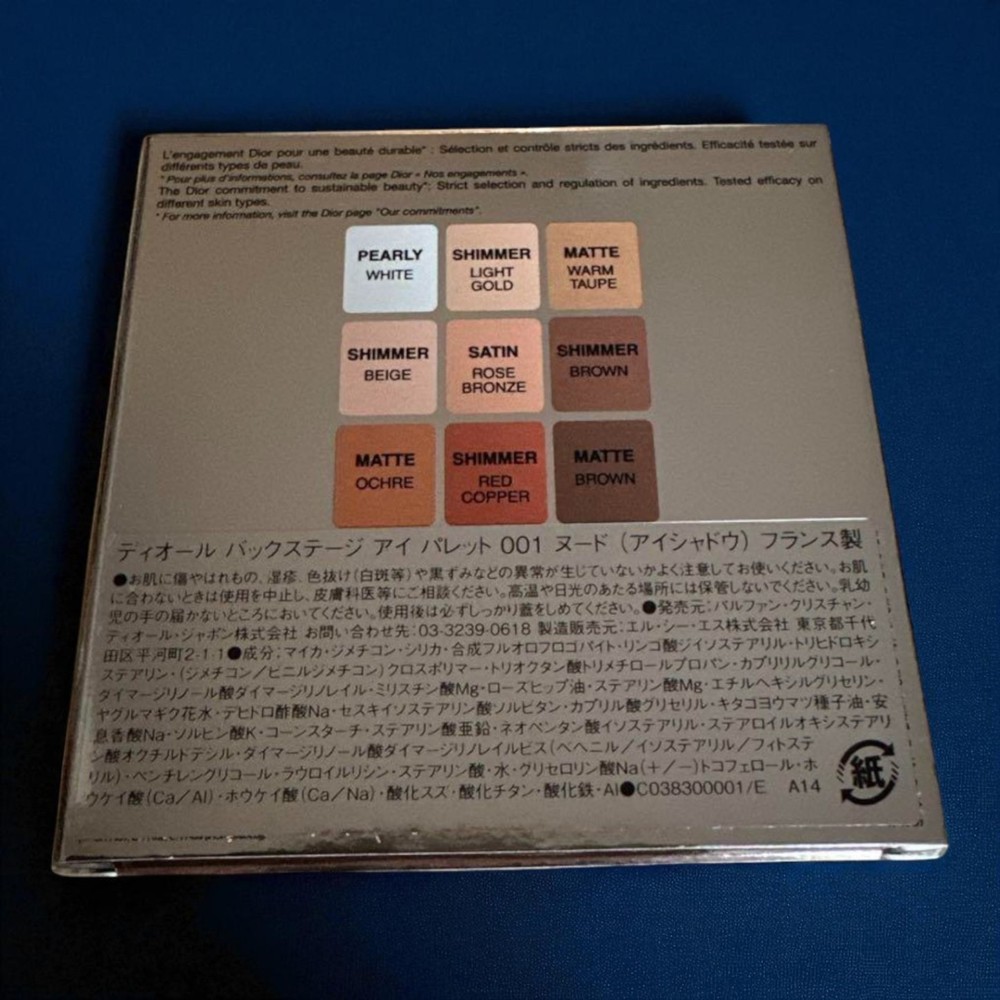 L'engagement Dior pour une beauté durable* : Sélection et contrôle stricts des ingrédients. Efficacité testée sur
différents types de peau.
* Pour plus d'informations, consultez la page Dior « Nos engagements ».
The Dior commitment to sustainable beauty*: Strict selection and regulation of ingredients. Tested efficacy on
different skin types.
* For more information, visit the Dior page "Our commitments".
PEARLY
WHITE
SHIMMER
LIGHT
GOLD
MATTE
WARM
TAUPE
SHIMMER
BEIGE
SATIN
ROSE
BRONZE
SHIMMER
BROWN
MATTE
OCHRE
SHIMMER
RED
COPPER
MATTE
BROWN
ディオール バックステージ アイ パレット 001 ヌード (アイシャドウ) フランス製
●お肌に傷やはれもの、湿疹、色抜け(白斑等)や黒ずみなどの異常が生じていないかよく注意してお使いください。お肌
に合わないときは使用を中止し、皮膚科医等にご相談ください。高温や日光のあたる場所には保管しないでください。乳幼
児の手の届かないところにおいてください。使用後は必ずしっかり蓋をしめてください。●発売元:パルファン・クリスチャン・
ディオール・ジャポン株式会社 お問い合わせ先:03-3239-0618 製造販売元:エル・シー・エス株式会社 東京都千代
田区平河町2-1-1●成分:マイカ・ジメチコン・シリカ・合成フルオロフロゴパイト・リンゴ酸ジイソステアリル・トリヒドロキシ
ステアリン・(ジメチコン/ビニルジメチコン)クロスポリマー・トリオクタン酸トリメチロールプロパン・カプリリルグリコール・
ダイマージリノール酸ダイマージリノレイル・ミリスチン酸Mg・ローズヒップ油・ステアリン酸Mg・エチルヘキシルグリセリン・
ヤグルマギク花水・デヒドロ酢酸Na・セスキイソステアリン酸ソルビタン・カプリル酸グリセリル・キタゴヨウマツ種子油・安
息香酸Na・ソルビン酸K・コーンスターチ・ステアリン酸亜鉛・ネオペンタン酸イソステアリル・ステアロイルオキシステアリ
ン酸オクチルドデシル・ダイマージリノール酸ダイマージリノレイルビス(ベヘニル/イソステアリル/フィトステ
リル)・ペンチレングリコール・ラウロイルリシン・ステアリン酸・水・グリセロリン酸Na(+/-)トコフェロール・ホ
ウケイ酸(Ca/Al)・ホウケイ酸(Ca/Na)・酸化スズ・酸化チタン・酸化鉄・Al●C038300001/E A14
紙